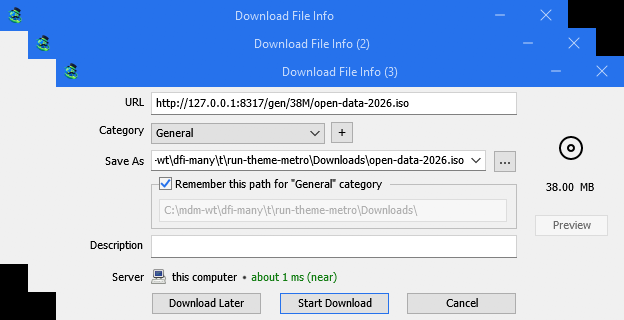 Download File Info
Download File Info (2)
Download File Info (3)
URL http://127.0.0.1:8317/gen/38M/open-data-2026.iso
Category General +
Save As -wt\dfi-many\t\run-theme-metro\Downloads\open-data-2026.iso ...
Remember this path for "General" category
38.00 MB
C:\mdm-wt\dfi-many\t\run-theme-metro\Downloads\
Preview
Description
Server this computer • about 1 ms (near)
Download Later Start Download Cancel